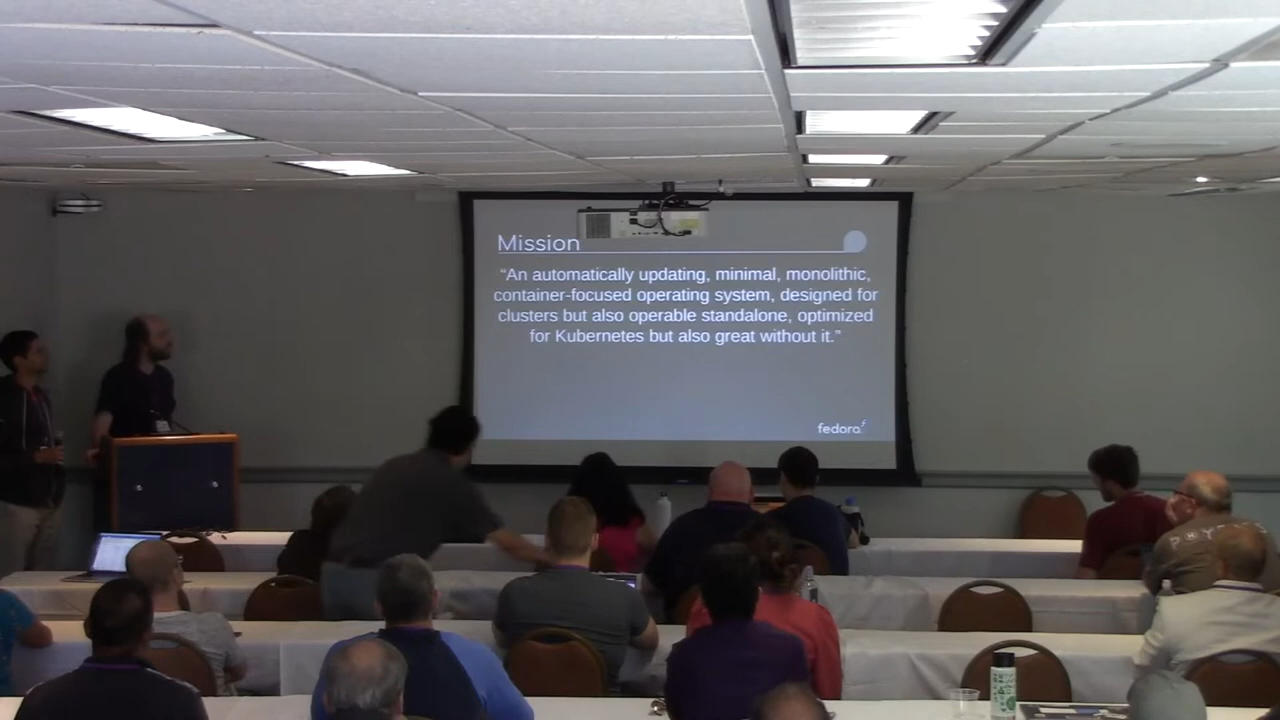 Mission
“An automatically updating, minimal, monolithic,
container-focused operating system, designed for
clusters but also operable standalone, optimized
for Kubernetes but also great without it.”
fedora